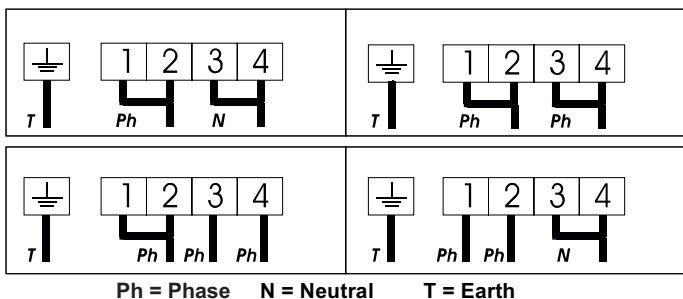 1 2 3 4
T Ph N
1 2 3 4
T Ph Ph
1 2 3 4
T Ph Ph Ph
1 2 3 4
T Ph Ph N
Ph = Phase N = Neutral T = Earth